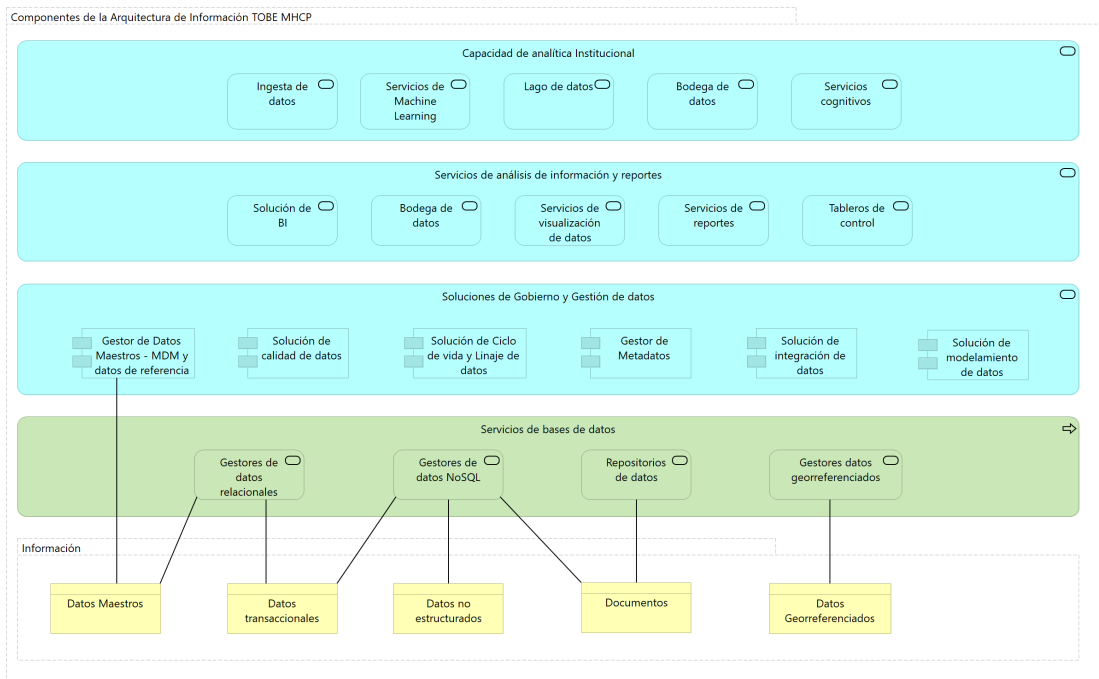 Componentes de la Arquitectura de Información TOBE MHCP
Capacidad de analítica Institucional
Ingesta de
datos
Servicios de
Machine
Learning
Lago de datos
Bodega de
datos
Servicios
cognitivos
Servicios de análisis de información y reportes
Solución de
BI
Bodega de
datos
Servicios de
visualización
de datos
Servicios de
reportes
Tableros de
control
Soluciones de Gobierno y Gestión de datos
Gestor de Datos
Maestros - MDM y
datos de referencia
Solución de
calidad de datos
Solución de Ciclo
de vida y Linaje de
datos
Gestor de
Metadatos
Solución de
integración de
datos
Solución de
modelamiento
de datos
Servicios de bases de datos
Gestores de
datos
relacionales
Gestores de
datos NoSQL
Repositorios
de datos
Gestores datos
georreferenciados
Información
Datos Maestros
Datos
transaccionales
Datos no
estructurados
Documentos
Datos
Georreferenciados